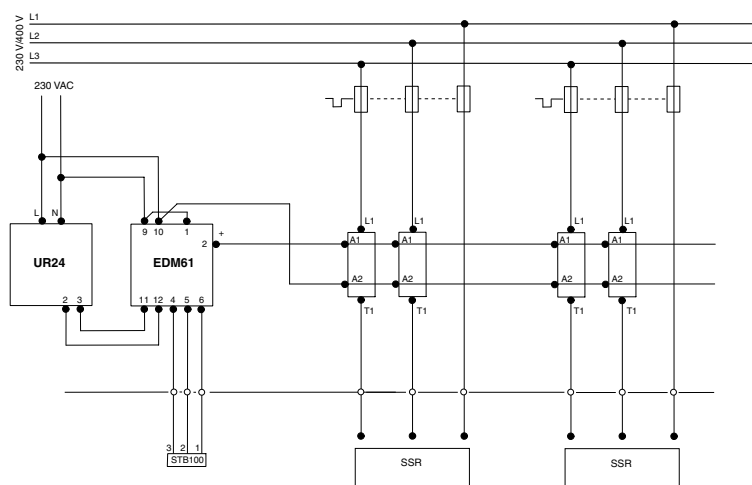 230 V/400 V
L1
L2
L3
230 VAC
L N
9 10 1
2 +
UR24
EDM61
2 3
11 12 4 5 6
3 2 1
STB100
L1 L1 L1 L1
A1 A1 A1 A1
A2 A2 A2 A2
T1 T1 T1 T1
SSR SSR